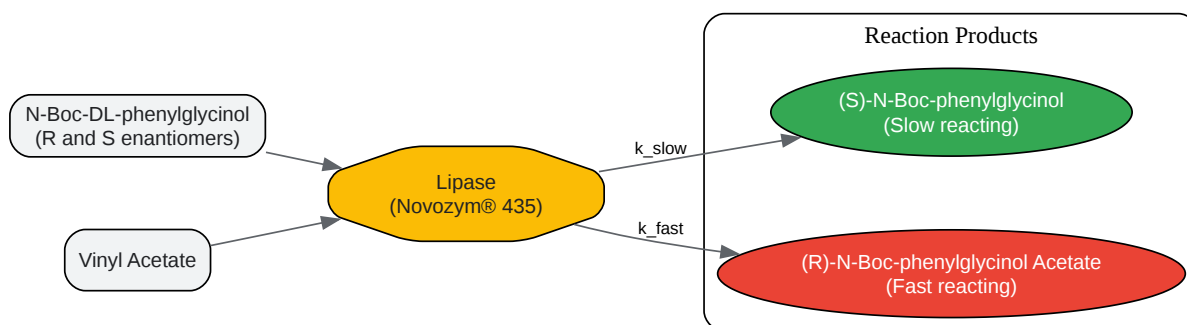 Reaction Products
N-Boc-DL-phenylglycinol
(R and S enantiomers)
(S)-N-Boc-phenylglycinol
(Slow reacting)
k_slow
Lipase
(Novozym® 435)
k_fast
Vinyl Acetate
(R)-N-Boc-phenylglycinol Acetate
(Fast reacting)